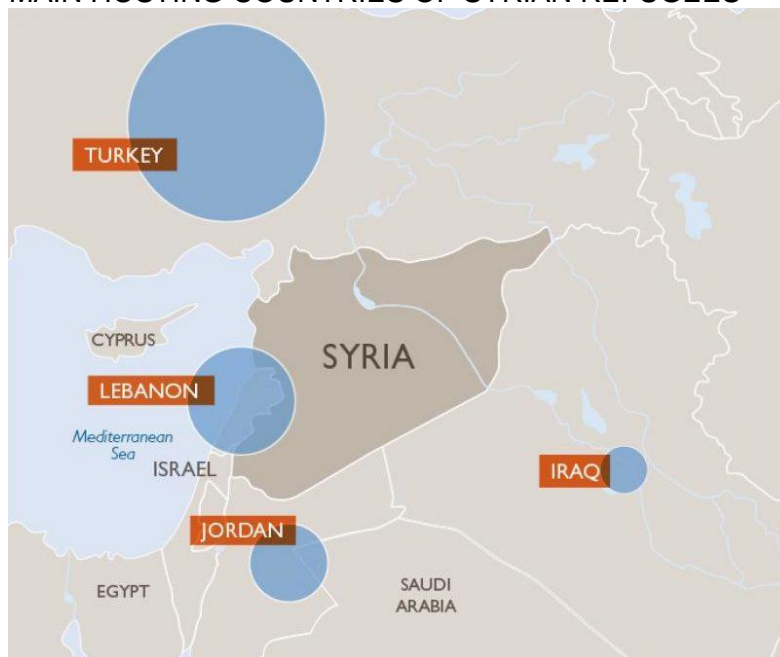 MAIN HOSTING COUNTRIES OF SYRIAN REFUGEES
TURKEY
CYPRUS
SYRIA
LEBANON
Mediterranean
Sea
ISRAEL
IRAQ
JORDAN
EGYPT
SAUDI
ARABIA